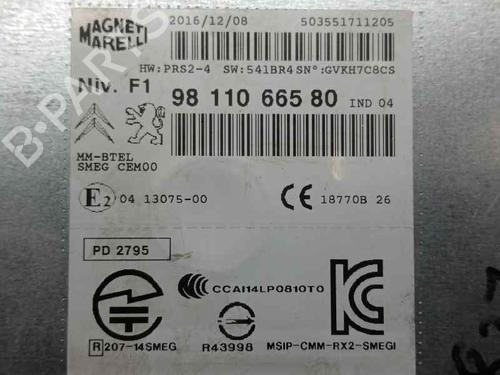 MAGNETI MARELLI
2016/12/08 503551711205
HW:PRS2-4 SW:541BR4 SN°:GVKH7C8CS
Niv. F1 98 110 665 80 IND 04
MM-BTEL
SMEG CEM00
E2 04 13075-00 CE 18770B 26
PD 2795
CCAI14LP0810T0
R 207-14SMEG R43998 MSIP-CMM-RX2-SMEGI
B-PARTS